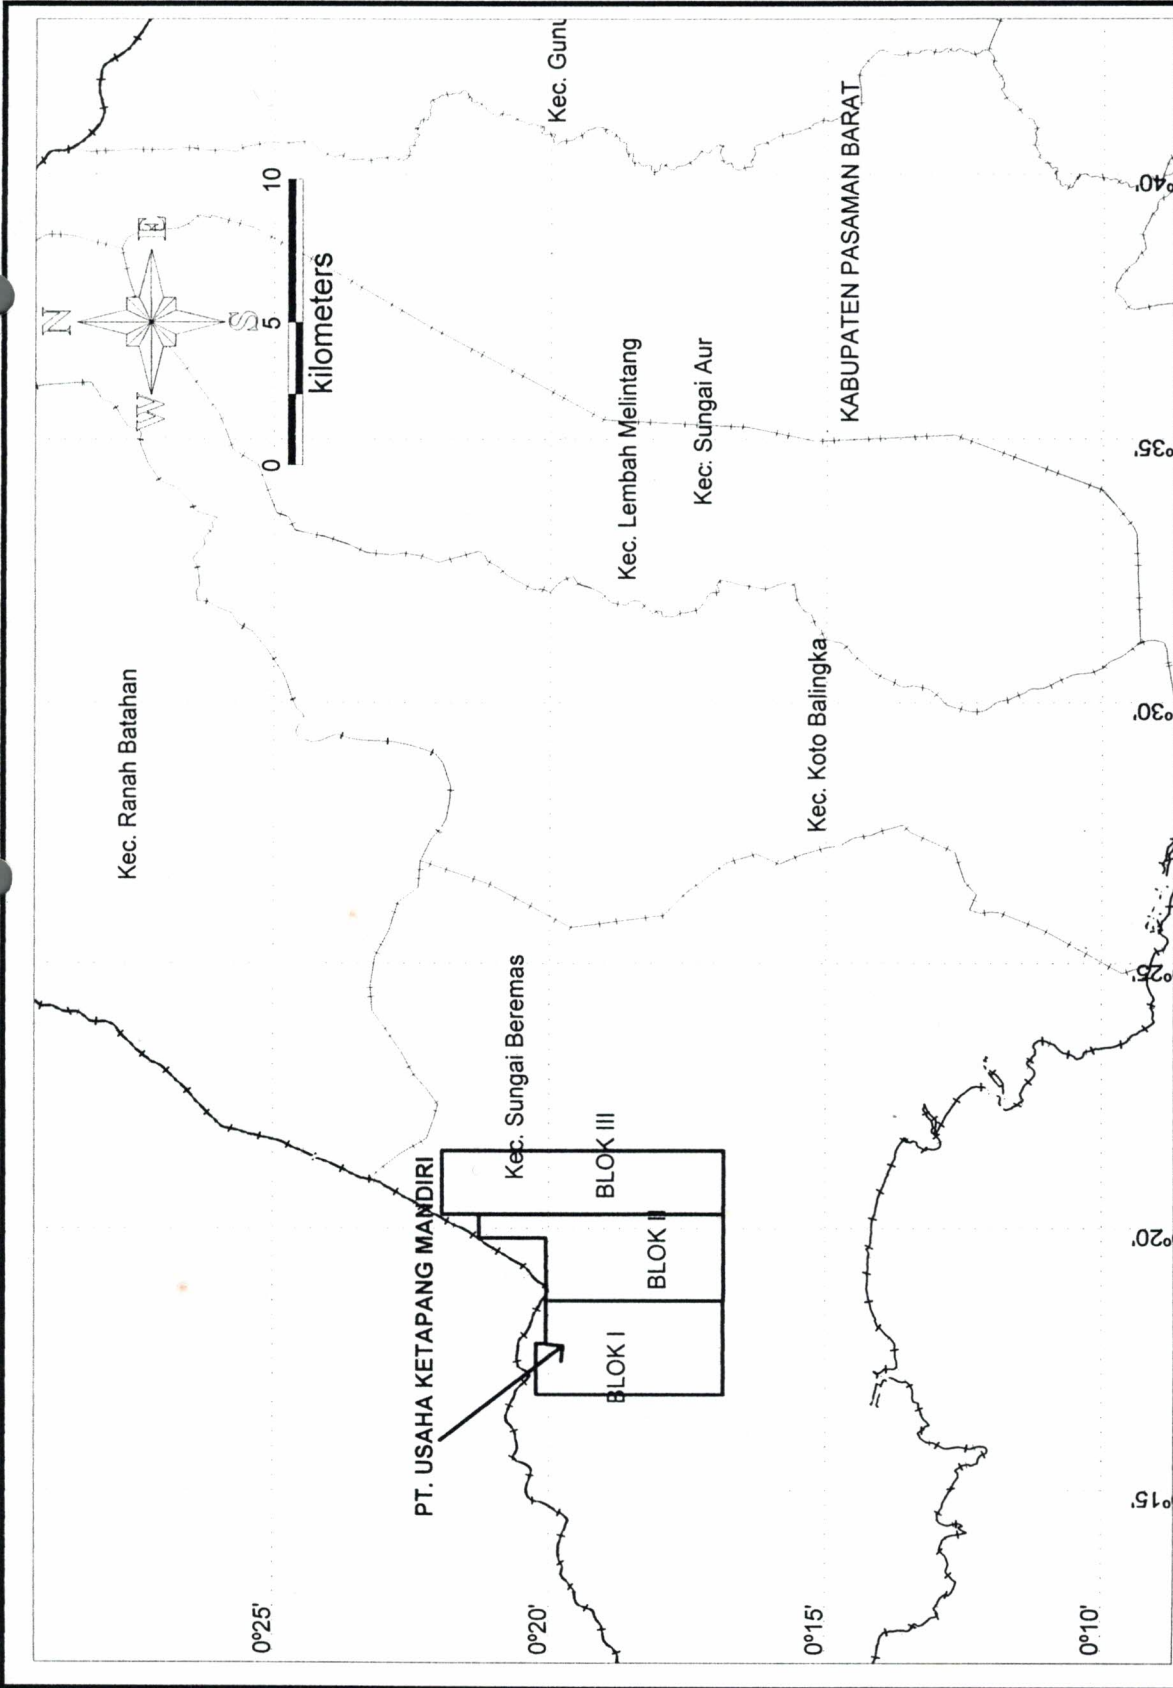 N
W E
S
Kec. Ranah Batahan
0°25'
0 5 10
kilometers
PT. USAHA KETAPANG MANDIRI
Kec. Sungai Beremas
0°20'
Kec. Gunu
BLOK I
BLOK II
BLOK III
Kec. Lembah Melintang
Kec. Sungai Aur
0°15'
Kec. Koto Balingka
KABUPATEN PASAMAN BARAT
0°10'
°15' °20' °25' °30' °35' °40'